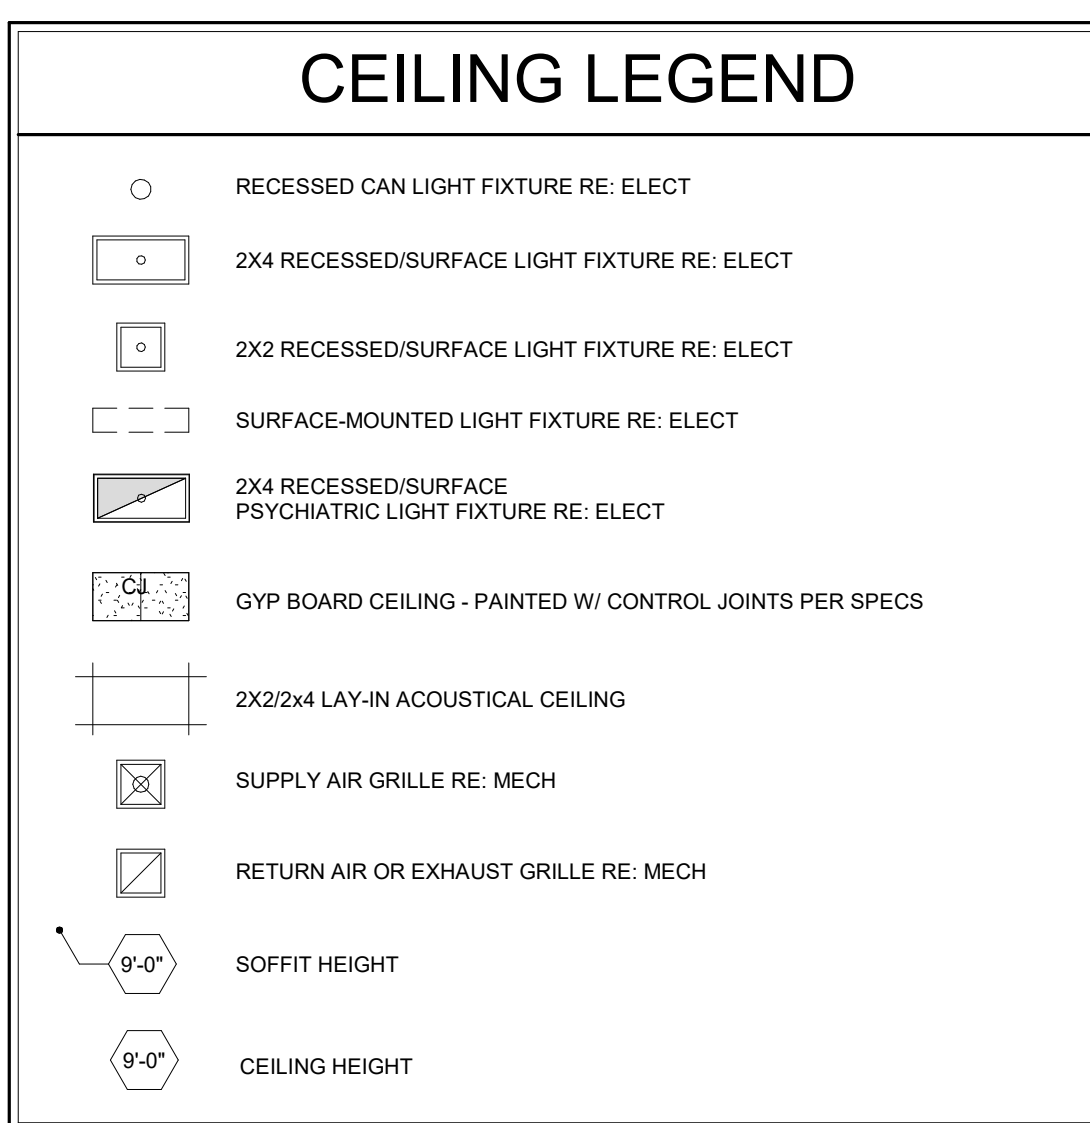 CEILING LEGEND
RECESSED CAN LIGHT FIXTURE RE: ELECT
2X4 RECESSED/SURFACE LIGHT FIXTURE RE: ELECT
2X2 RECESSED/SURFACE LIGHT FIXTURE RE: ELECT
SURFACE-MOUNTED LIGHT FIXTURE RE: ELECT
2X4 RECESSED/SURFACE
PSYCHIATRIC LIGHT FIXTURE RE: ELECT
CJ
GYP BOARD CEILING - PAINTED W/ CONTROL JOINTS PER SPECS
2X2/2x4 LAY-IN ACOUSTICAL CEILING
SUPPLY AIR GRILLE RE: MECH
RETURN AIR OR EXHAUST GRILLE RE: MECH
9'-0" SOFFIT HEIGHT
9'-0" CEILING HEIGHT